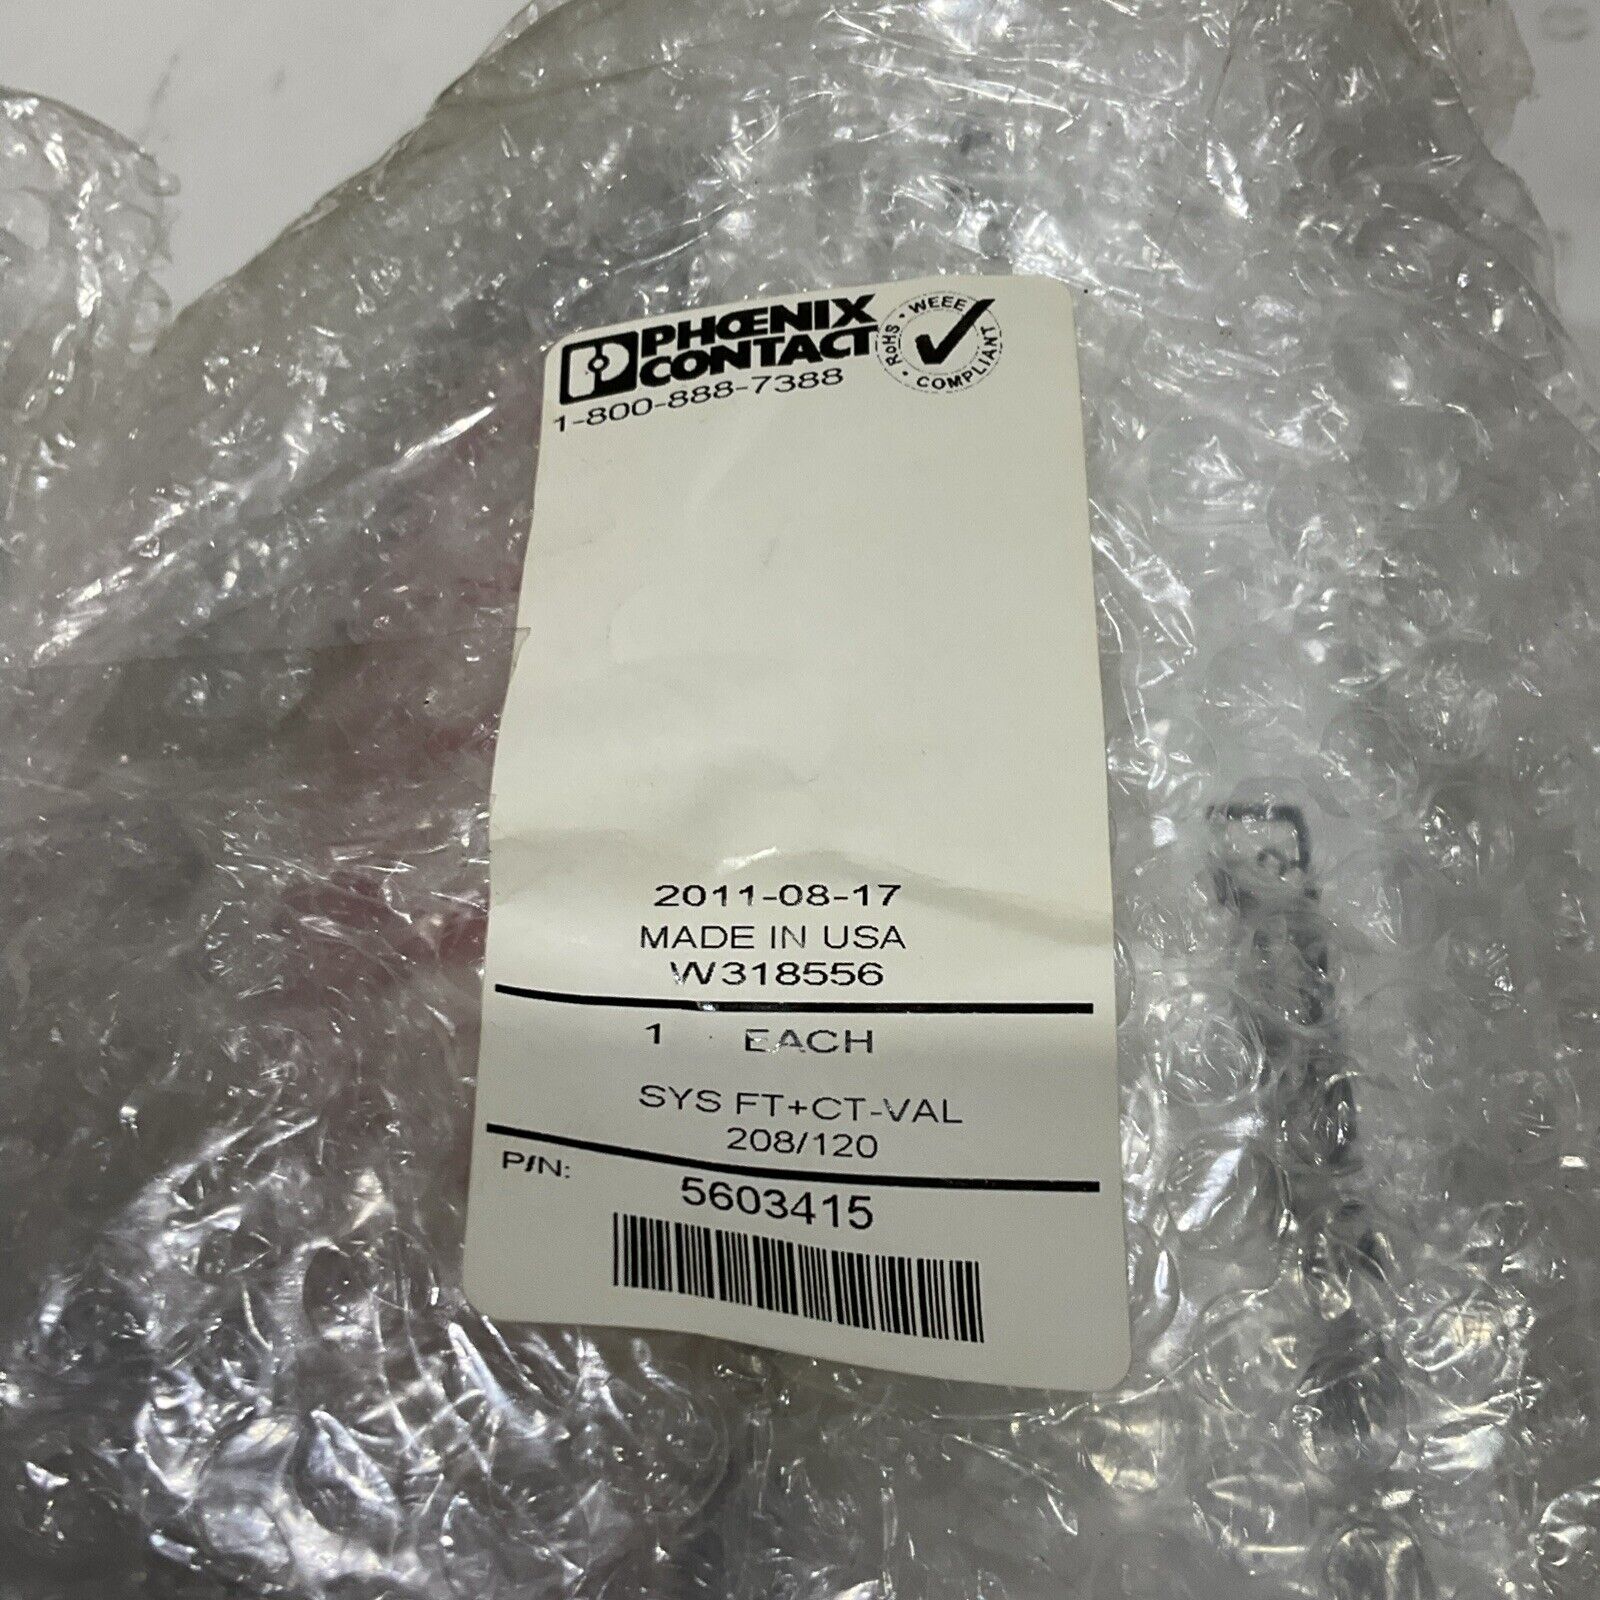 PHŒNIX
CONTACT
1-800-888-7388
RoHS • WEEE
• COMPLIANT
2011-08-17
MADE IN USA
W318556
1 EACH
SYS FT+CT-VAL
208/120
P/N:
5603415